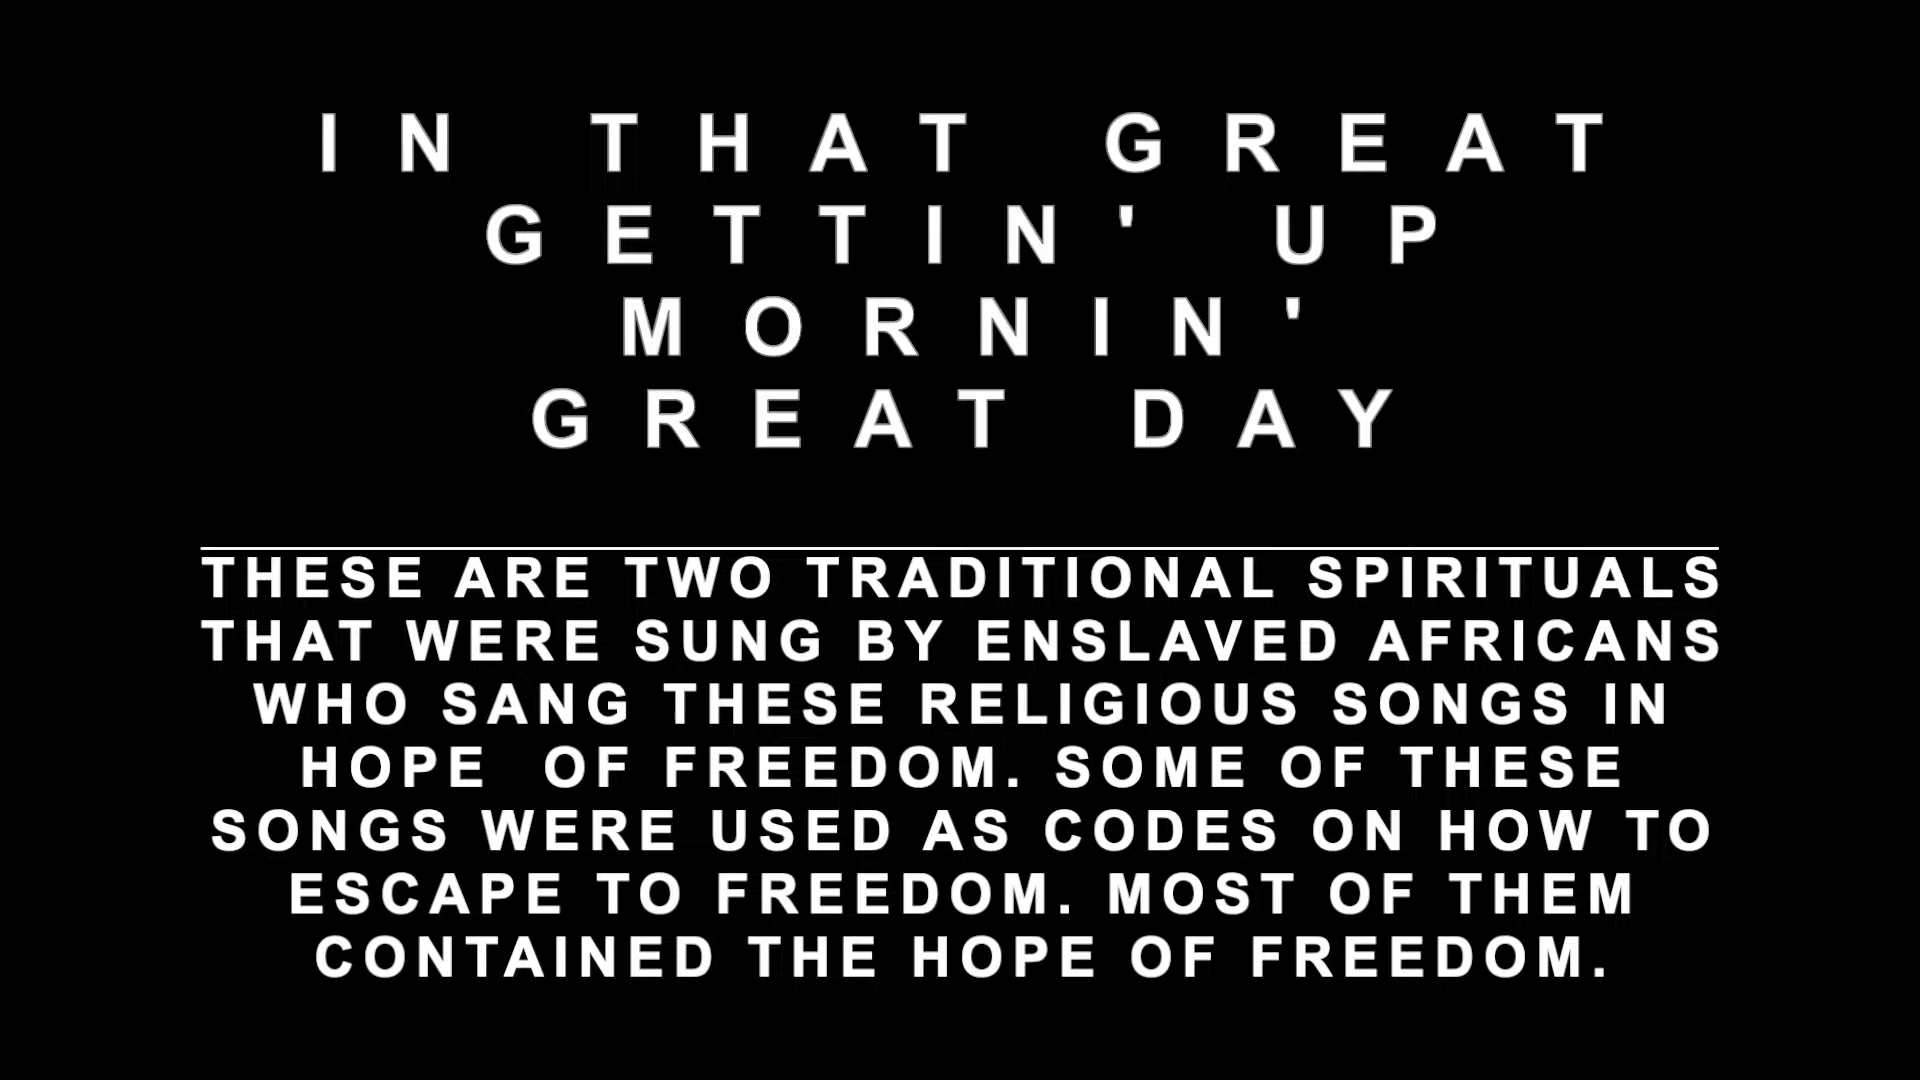 IN THAT GREAT
GETTIN' UP
MORNIN'
GREAT DAY
THESE ARE TWO TRADITIONAL SPIRITUALS
THAT WERE SUNG BY ENSLAVED AFRICANS
WHO SANG THESE RELIGIOUS SONGS IN
HOPE  OF FREEDOM. SOME OF THESE
SONGS WERE USED AS CODES ON HOW TO
ESCAPE TO FREEDOM. MOST OF THEM
CONTAINED THE HOPE OF FREEDOM.